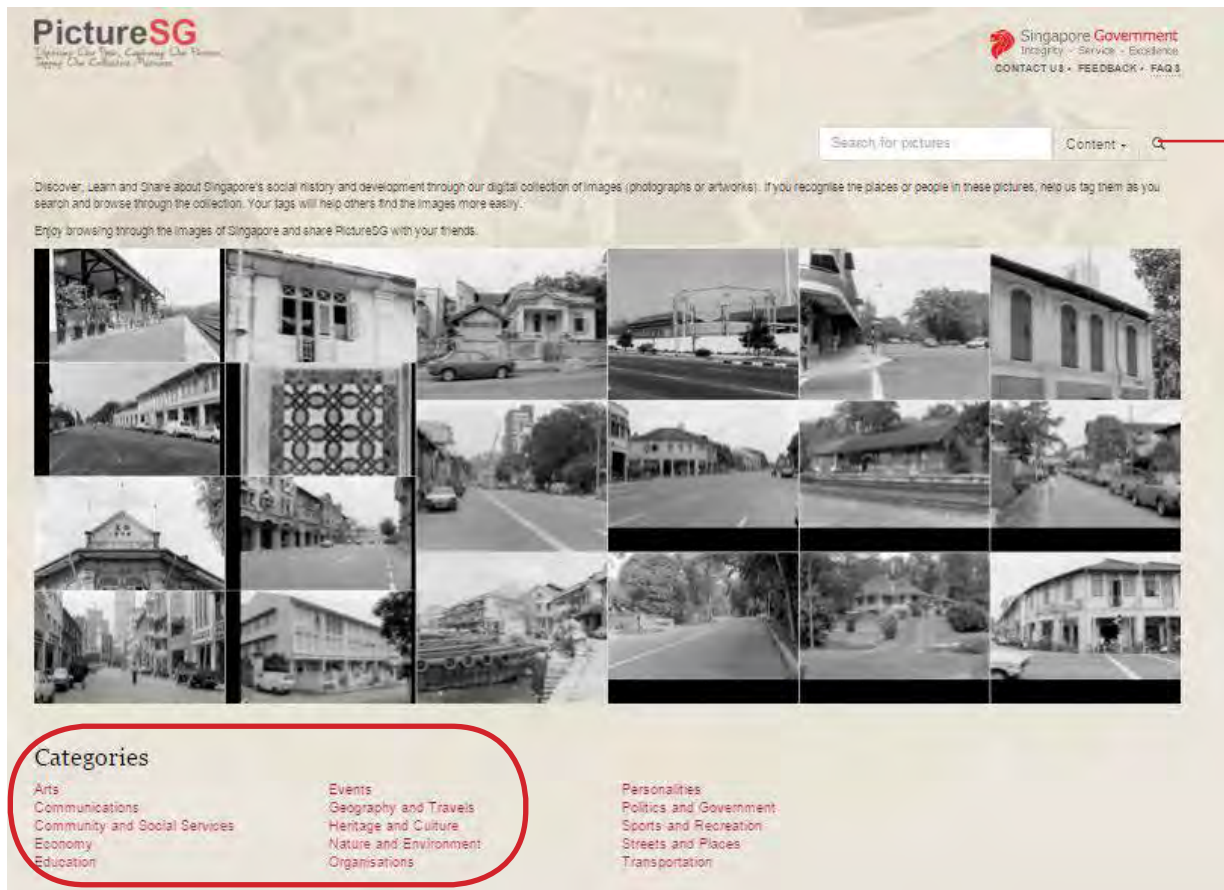 PictureSG
Singapore Government
Integrity · Service · Excellence
CONTACT US · FEEDBACK · FAQS
Search for pictures
Content
Discover, Learn and Share about Singapore's social history and development through our digital collection of images (photographs or artworks). If you recognise the places or people in these pictures, help us tag them as you
search and browse through the collection. Your tags will help others find the images more easily.
Enjoy browsing through the images of Singapore and share PictureSG with your friends.
Categories
Arts
Communications
Community and Social Services
Economy
Education
Events
Geography and Travels
Heritage and Culture
Nature and Environment
Organisations
Personalities
Politics and Government
Sports and Recreation
Streets and Places
Transportation